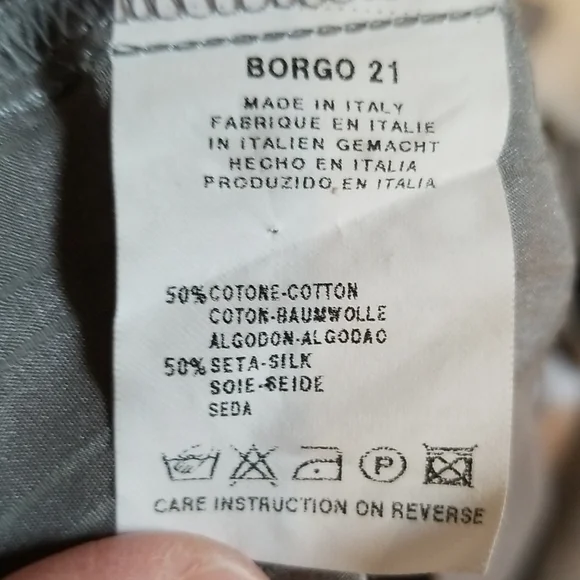 BORGO 21
MADE IN ITALY
FABRIQUE EN ITALIE
IN ITALIEN GEMACHT
HECHO EN ITALIA
PRODUZIDO EN ITALIA
50% COTONE-COTTON
COTON-BAUMWOLLE
ALGODON-ALGODAO
50% SETA-SILK
SOIE-SEIDE
SEDA
P
CARE INSTRUCTION ON REVERSE